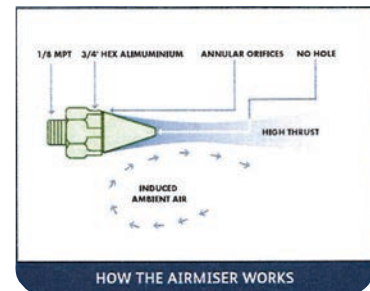 1/8 MPT 3/4' HEX ALIMUMINIUM ANNULAR ORIFICES NO HOLE
HIGH THRUST
INDUCED
AMBIENT AIR
HOW THE AIRMISER WORKS